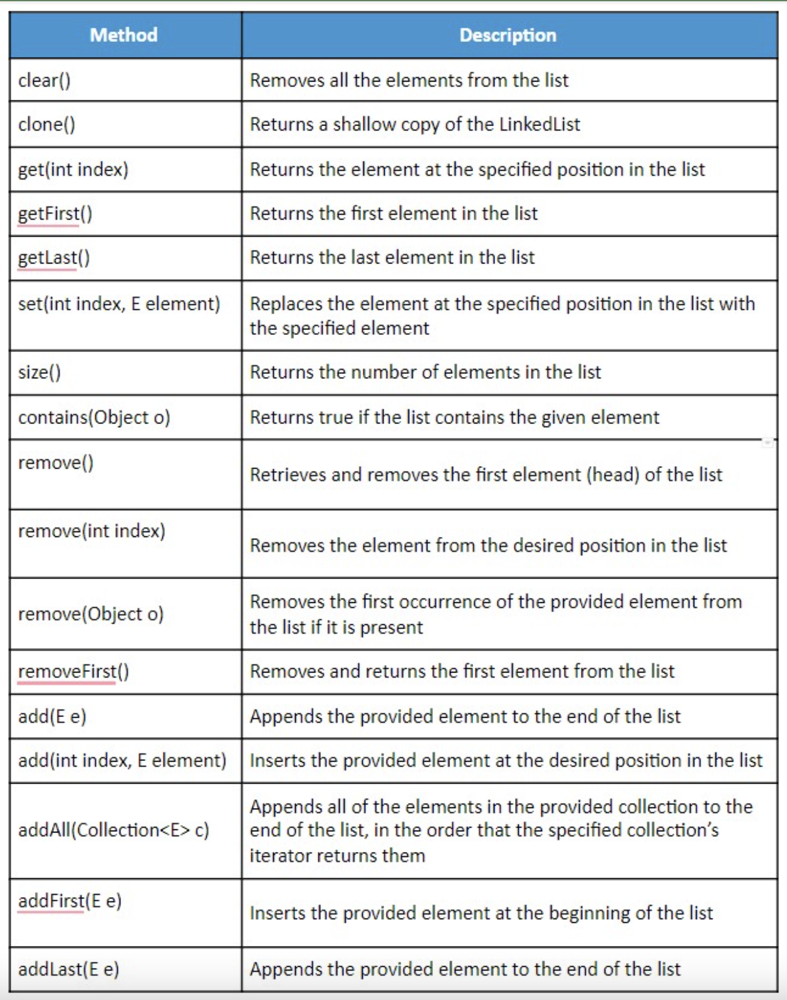 Method Description
clear() Removes all the elements from the list
clone() Returns a shallow copy of the LinkedList
get(int index) Returns the element at the specified position in the list
getFirst() Returns the first element in the list
getLast() Returns the last element in the list
set(int index, E element) Replaces the element at the specified position in the list with
the specified element
size() Returns the number of elements in the list
contains(Object o) Returns true if the list contains the given element
remove() Retrieves and removes the first element (head) of the list
remove(int index) Removes the element from the desired position in the list
remove(Object o) Removes the first occurrence of the provided element from
the list if it is present
removeFirst() Removes and returns the first element from the list
add(E e) Appends the provided element to the end of the list
add(int index, E element) Inserts the provided element at the desired position in the list
addAll(Collection<E> c) Appends all of the elements in the provided collection to the
end of the list, in the order that the specified collection’s
iterator returns them
addFirst(E e) Inserts the provided element at the beginning of the list
addLast(E e) Appends the provided element to the end of the list